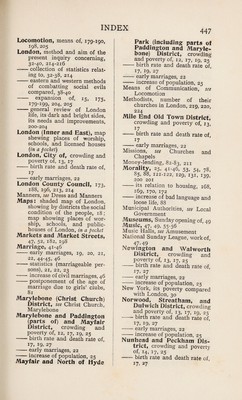 INDEX
447
Locomotion, means of, 179-190,
198, 205
London, method and aim of the
present inquiry concerning,
32-40, 214-216
—— collection of statistics relat-
ing to, 32-38, 214
—— eastern and western methods
of combating social evils
compared, 38-40
—— expansion of, 15, 175,
179-199, 204, 205
—— general review of London
life, its dark and bright sides,
its needs and improvements,
200-204
London (Inner and East), map
shewing places of worship,
schools, and licensed houses
(in a pocket)
London, City of, crowding and
poverty of, 13, 17
—— birth rate and death rate of,
17
—— early marriages, 22
London County Council, 173,
188, 196, 213, 214
Manners, see Dress and Manners
Maps: shaded map of London,
showing by districts the social
condition of the people, 18;
map shewing places of wor-
ship, schools, and public-
houses of London, in a pocket
Markets and Market Streets,
47, 52, 182, 198
Marriage, 41-46
—— early marriages, 19, 20, 21,
22, 44-45, 46
—— statistics (marriageable per-
sons), 21, 22, 23
—— increase of civil marriages, 46
—— postponement of the age of
marriage due to girls' clubs,
81
Marylebone (Christ Church)
District, see Christ Church,
Marylebone
Marylebone and Paddington
(parts of) and Mayfair
District, crowding and
poverty of, 12, 17, 19, 25
—— birth rate and death rate of,
17, 19, 27
—— early marriages, 22
—— increase of population, 25
Mayfair and North of Hyde
Park (including parts of
Paddington and Maryle-
bone) District, crowding
and poverty of, 12, 17, 19, 25
—— birth rate and death rate of,
17, 19, 27
—— early marriages, 22
—— increase of population, 25
Means of Communication, see
Locomotion
Methodists, number of their
churches in London, 219, 220,
224
Mile End Old Town District,
crowding and poverty of, 13,
17
—— birth rate and death rate of,
17
—— early marriages, 22
Missions, see Churches and
Chapels
Money-lending, 82-83, 211
Morality, 25, 41-46, 53, 54, 78,
85, 88, 121-122, 129, 131, 139,
200 201
—— its relation to housing, 168,
169, 170, 172
—— increase of bad language and
loose life, 88
Municipal Authorities, see Local
Government
Museums, Sunday opening of, 49
Music, 47, 49, 55-56
Music Halls, see Amusement
National Sunday League, work of,
47, 49
Newington and Walworth
District, crowding and
poverty of, 13, 17, 25
—— birth rate and death rate of,
17, 27
—— early marriages, 22
—— increase of population, 25
New York, its poverty compared
with London, 30
Norwood, Streatham, and
Dulwich District, crowding
and poverty of, 13, 17, 19, 25
—— birth rate and death rate of,
17, 19, 27
—— early marriages, 22
—— increase of population, 25
Nunhead and Peckham Dis-
trict, crowding and poverty
of, 14, 17, 25
—— birth rate and death rate of,
17, 27